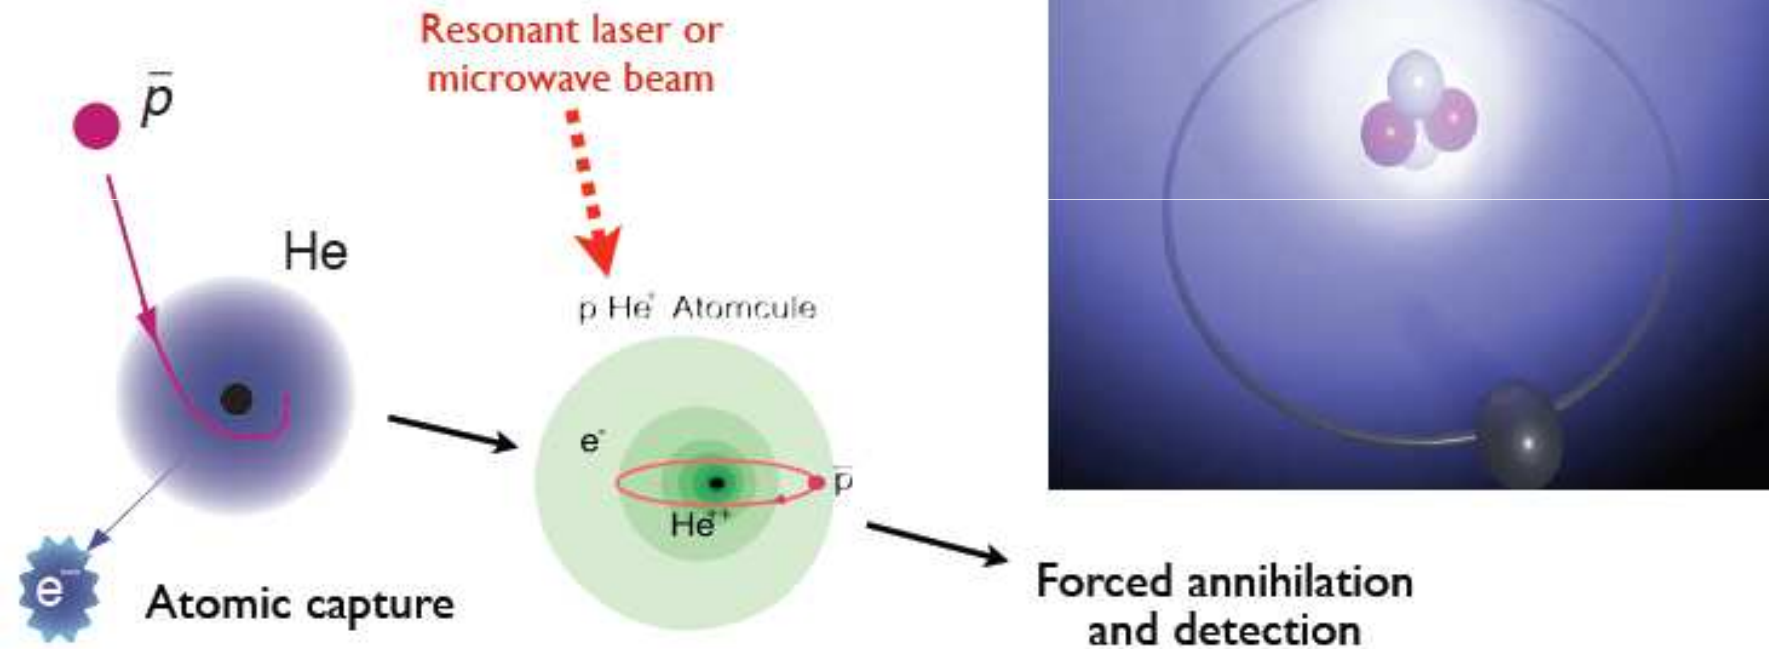 Resonant laser or
microwave beam
p̅
He
p He⁺ Atomcule
e⁻
p̅
He⁺⁺
e⁻
Atomic capture
Forced annihilation
and detection